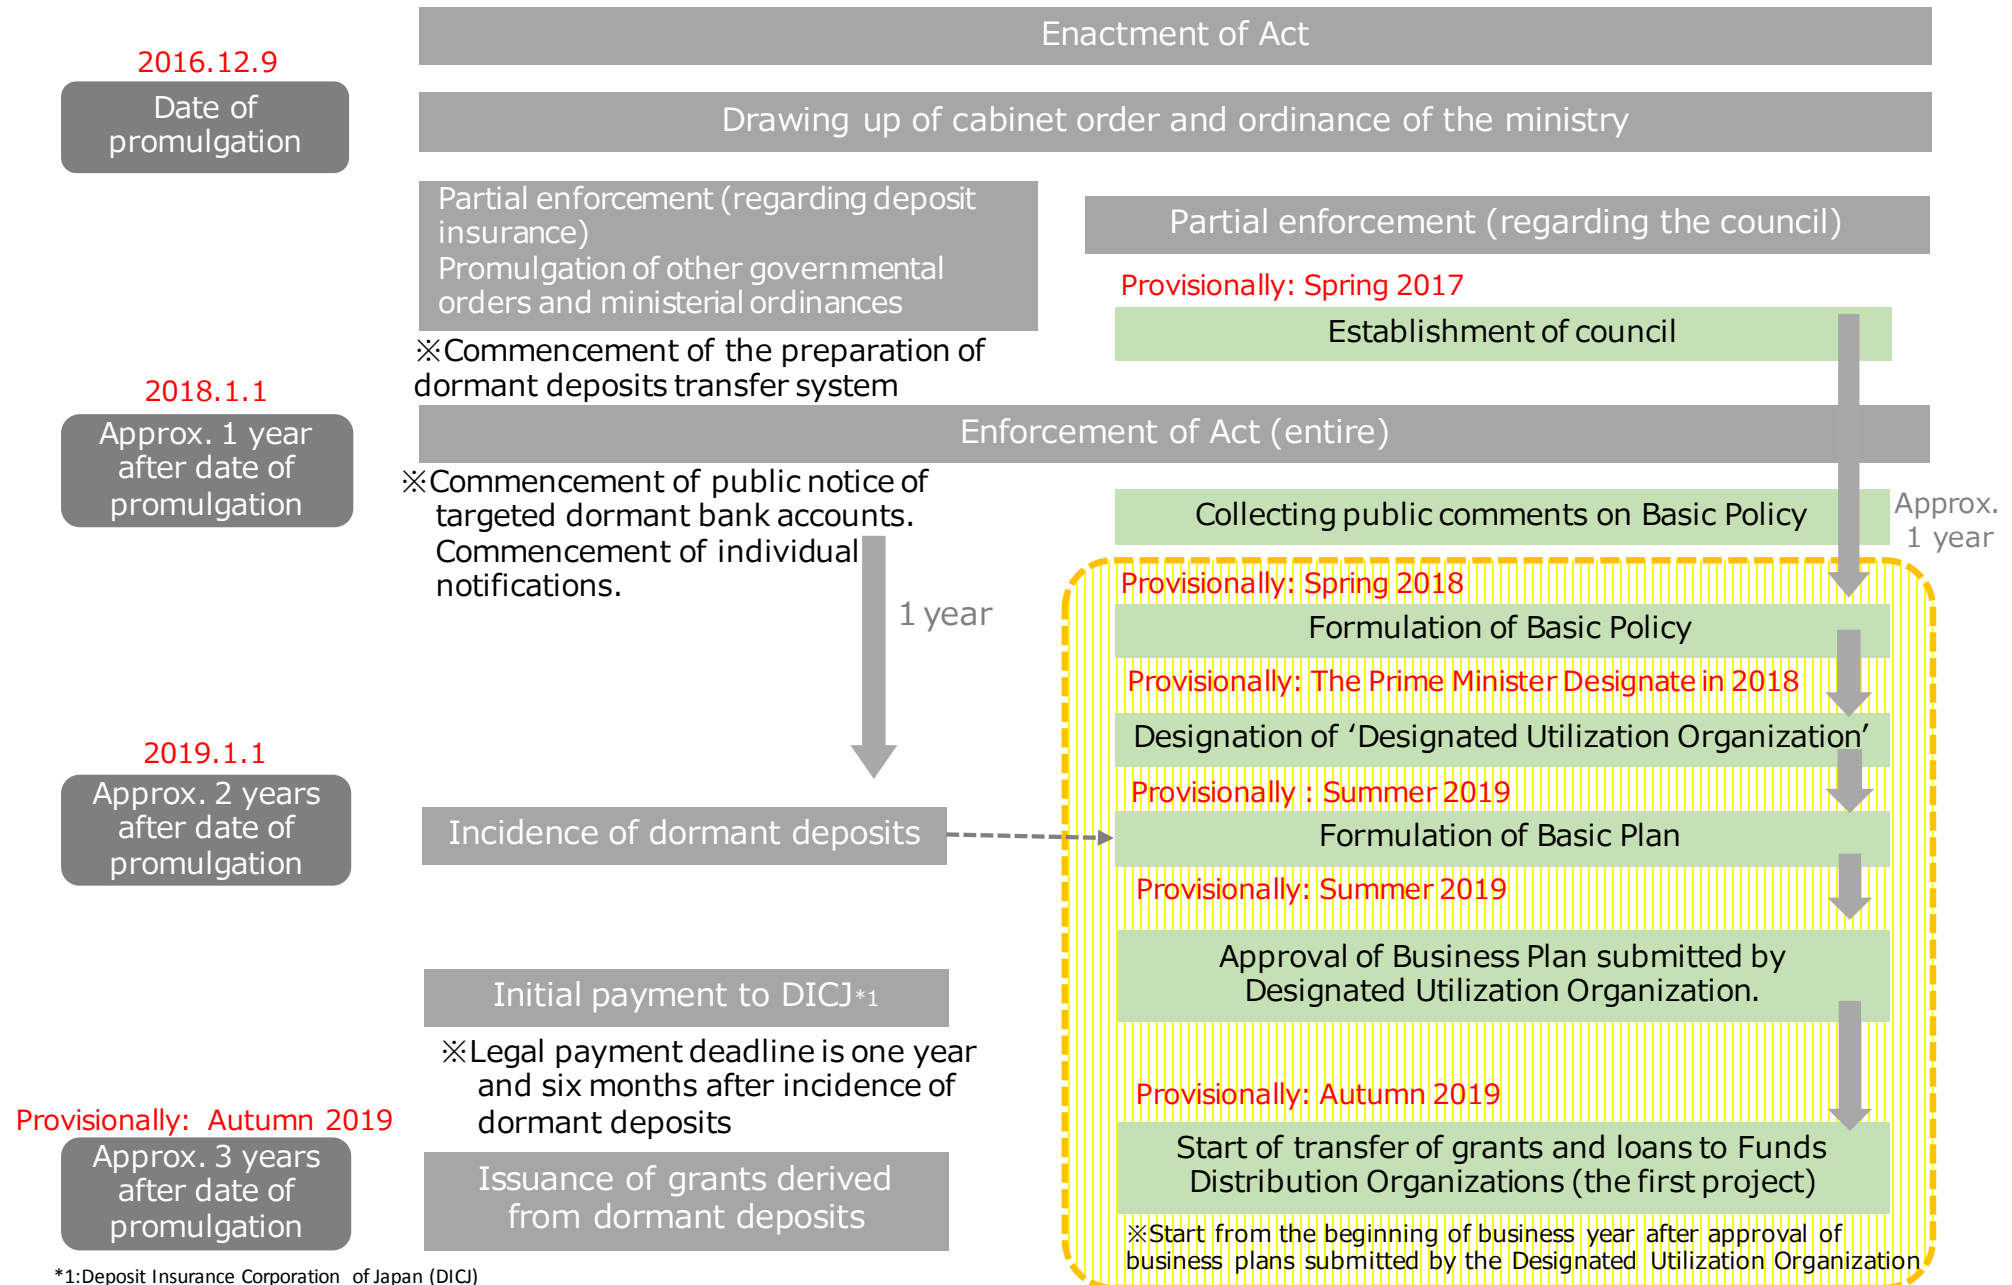 Enactment of Act
2016.12.9
Date of
promulgation
Drawing up of cabinet order and ordinance of the ministry
Partial enforcement (regarding deposit
insurance)
Promulgation of other governmental
orders and ministerial ordinances
Partial enforcement (regarding the council)
Provisionally: Spring 2017
Establishment of council
※Commencement of the preparation of
dormant deposits transfer system
2018.1.1
Approx. 1 year
after date of
promulgation
Enforcement of Act (entire)
※Commencement of public notice of
targeted dormant bank accounts.
Commencement of individual
notifications.
1 year
Collecting public comments on Basic Policy
Approx.
1 year
Provisionally: Spring 2018
Formulation of Basic Policy
Provisionally: The Prime Minister Designate in 2018
Designation of ‘Designated Utilization Organization’
2019.1.1
Approx. 2 years
after date of
promulgation
Incidence of dormant deposits
Provisionally : Summer 2019
Formulation of Basic Plan
Provisionally: Summer 2019
Approval of Business Plan submitted by
Designated Utilization Organization.
Initial payment to DICJ*1
※Legal payment deadline is one year
and six months after incidence of
dormant deposits
Provisionally: Autumn 2019
Approx. 3 years
after date of
promulgation
Issuance of grants derived
from dormant deposits
Provisionally: Autumn 2019
Start of transfer of grants and loans to Funds
Distribution Organizations (the first project)
※Start from the beginning of business year after approval of
business plans submitted by the Designated Utilization Organization
*1:Deposit Insurance Corporation of Japan (DICJ)